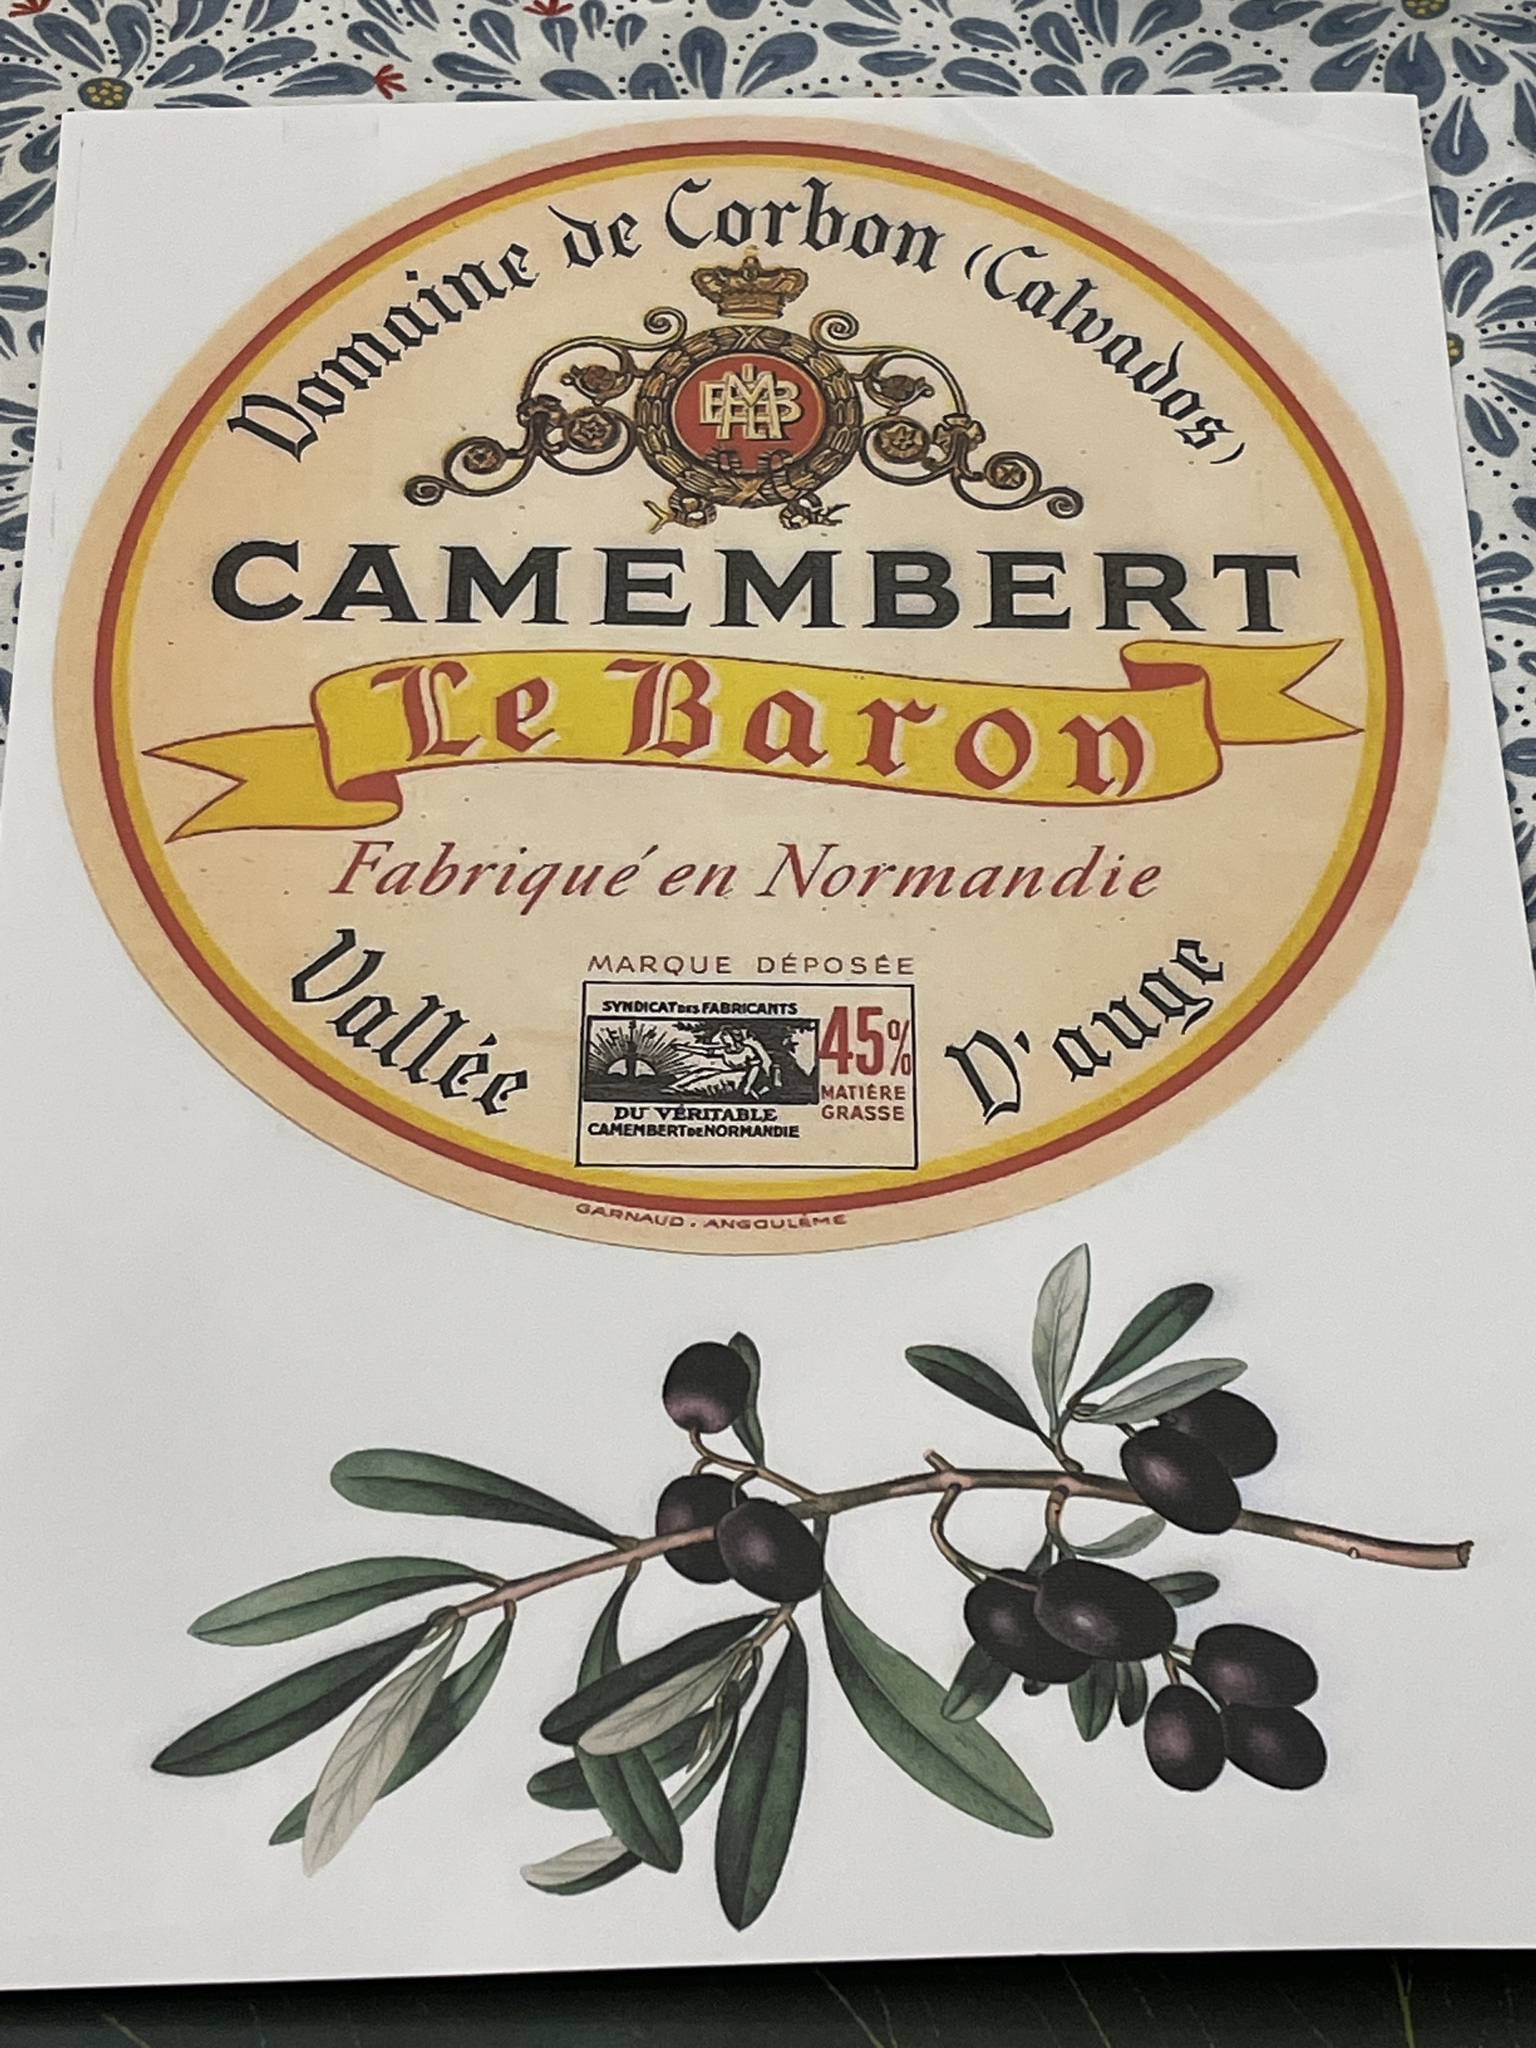 Domaine de Corbon (Calvados)
CAMEMBERT
Le Baron
Fabriqué en Normandie
Vallée D'auge
MARQUE DÉPOSÉE
SYNDICAT DES FABRICANTS
45%
MATIÈRE
GRASSE
DU VÉRITABLE
CAMEMBERT DE NORMANDIE
GARNAUD. ANGOULÊME